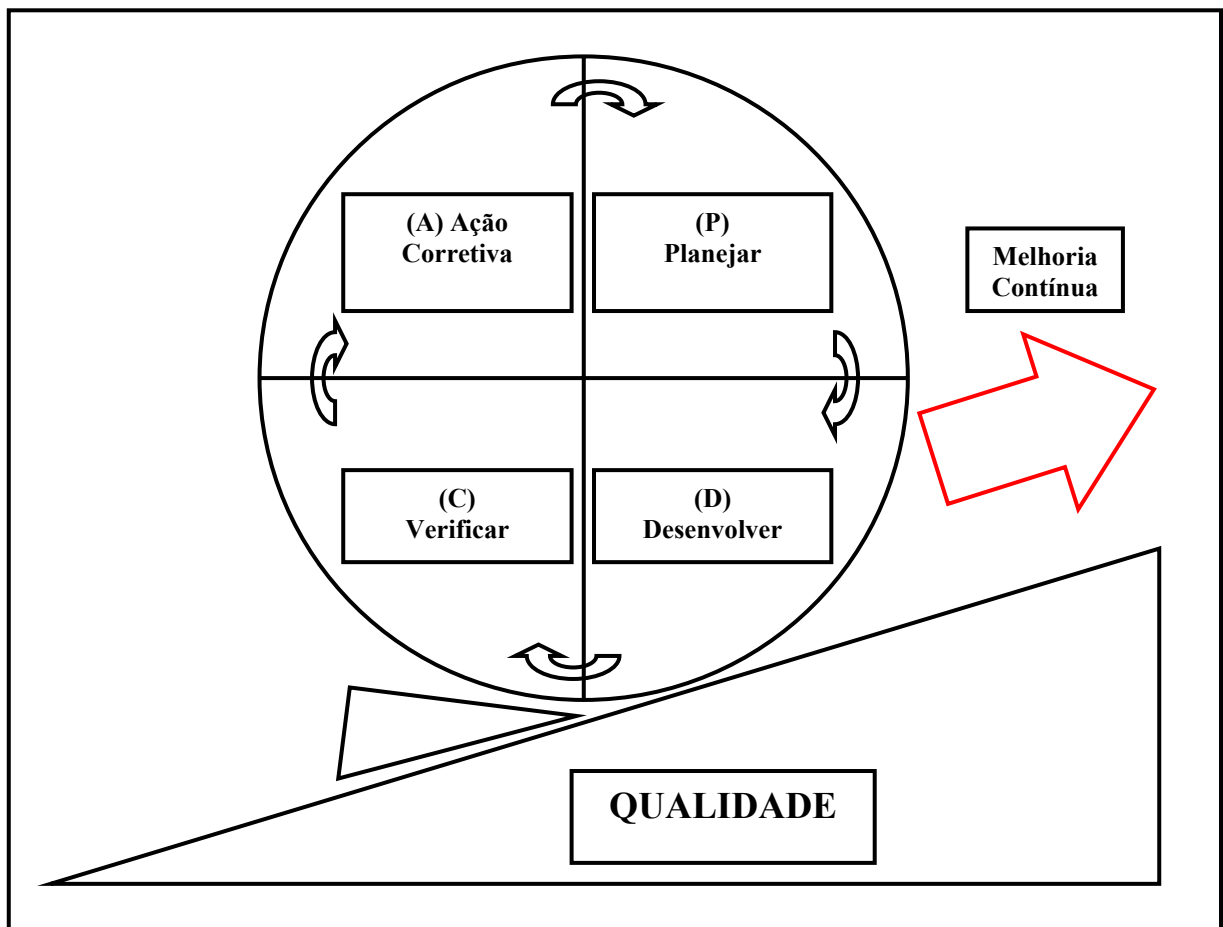 (A) Ação
Corretiva
(P)
Planejar
Melhoria
Contínua
(C)
Verificar
(D)
Desenvolver
QUALIDADE